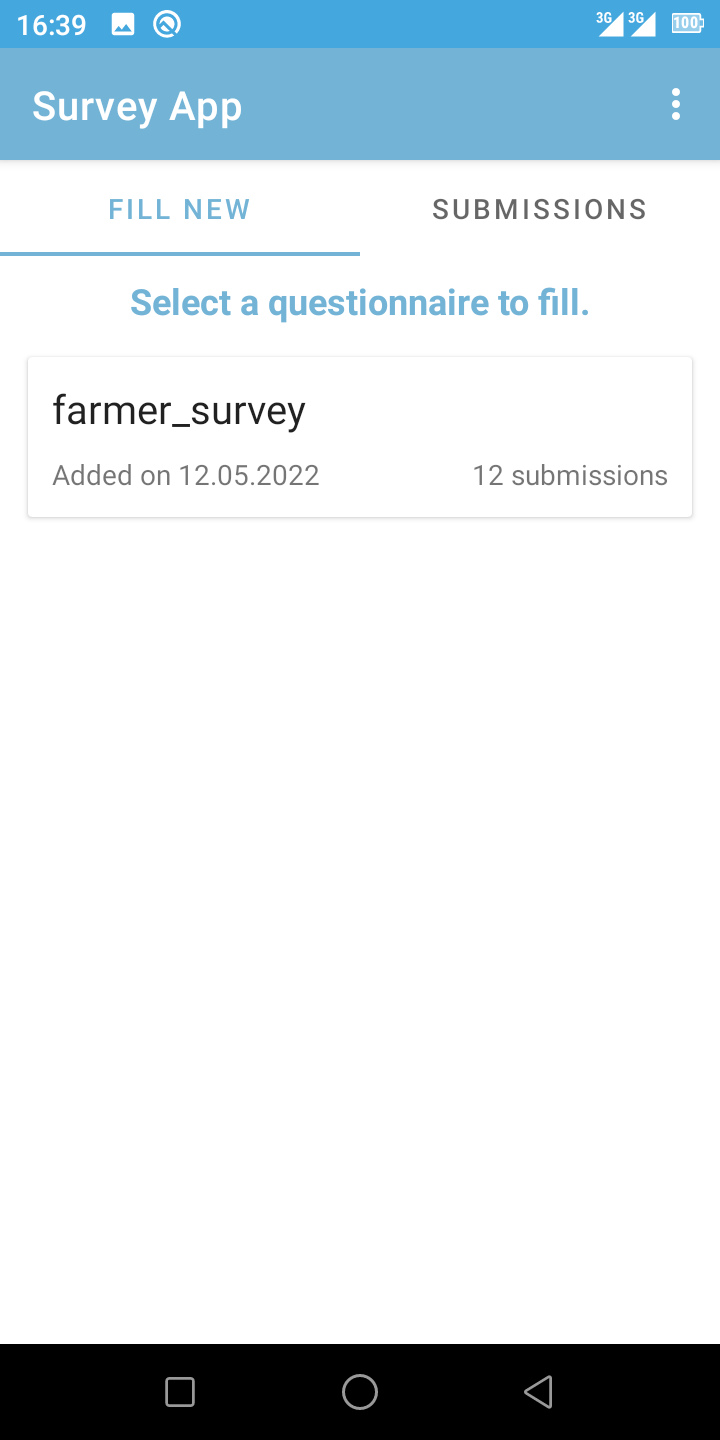 16:39
3G 3G 100
Survey App
FILL NEW SUBMISSIONS
Select a questionnaire to fill.
farmer_survey
Added on 12.05.2022 12 submissions